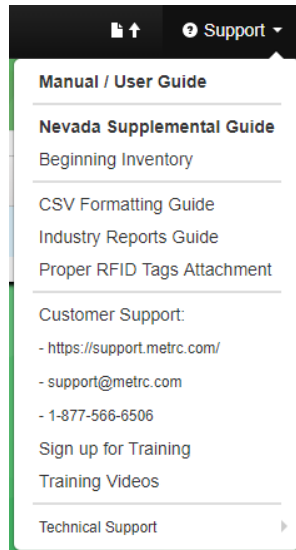 Support
Manual / User Guide
Nevada Supplemental Guide
Beginning Inventory
CSV Formatting Guide
Industry Reports Guide
Proper RFID Tags Attachment
Customer Support:
- https://support.metrc.com/
- support@metrc.com
- 1-877-566-6506
Sign up for Training
Training Videos
Technical Support